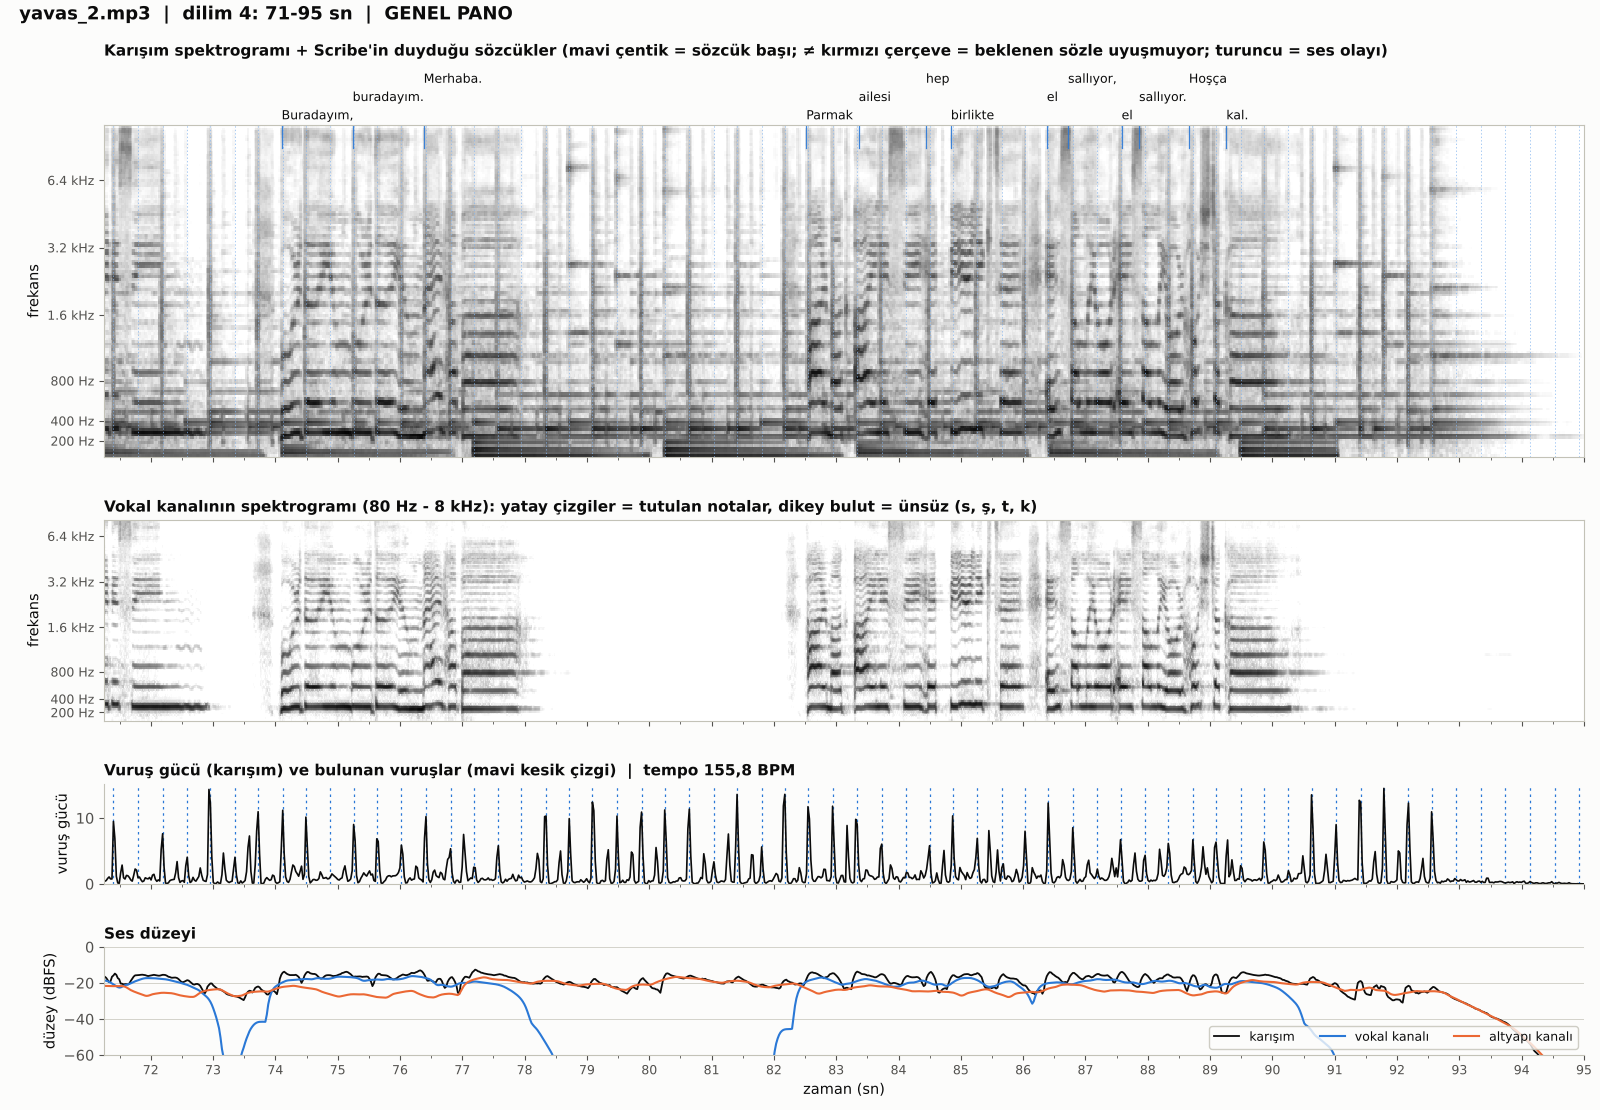 yavas_2.mp3 | dilim 4: 71-95 sn | GENEL PANO
Karışım spektrogramı + Scribe'in duyduğu sözcükler (mavi çentik = sözcük başı; ≠ kırmızı çerçeve = beklenen sözle uyuşmuyor; turuncu = ses olayı)
Merhaba. hep sallıyor, Hoşça
buradayım. ailesi el sallıyor.
Buradayım, Parmak birlikte el kal.
6.4 kHz
3.2 kHz
1.6 kHz
800 Hz
400 Hz
200 Hz
frekans
Vokal kanalının spektrogramı (80 Hz - 8 kHz): yatay çizgiler = tutulan notalar, dikey bulut = ünsüz (s, ş, t, k)
6.4 kHz
3.2 kHz
1.6 kHz
800 Hz
400 Hz
200 Hz
frekans
Vuruş gücü (karışım) ve bulunan vuruşlar (mavi kesik çizgi) | tempo 155,8 BPM
10
0
vuruş gücü
Ses düzeyi
0
−20
−40
−60
düzey (dBFS)
karışım vokal kanalı altyapı kanalı
72 73 74 75 76 77 78 79 80 81 82 83 84 85 86 87 88 89 90 91 92 93 94 95
zaman (sn)